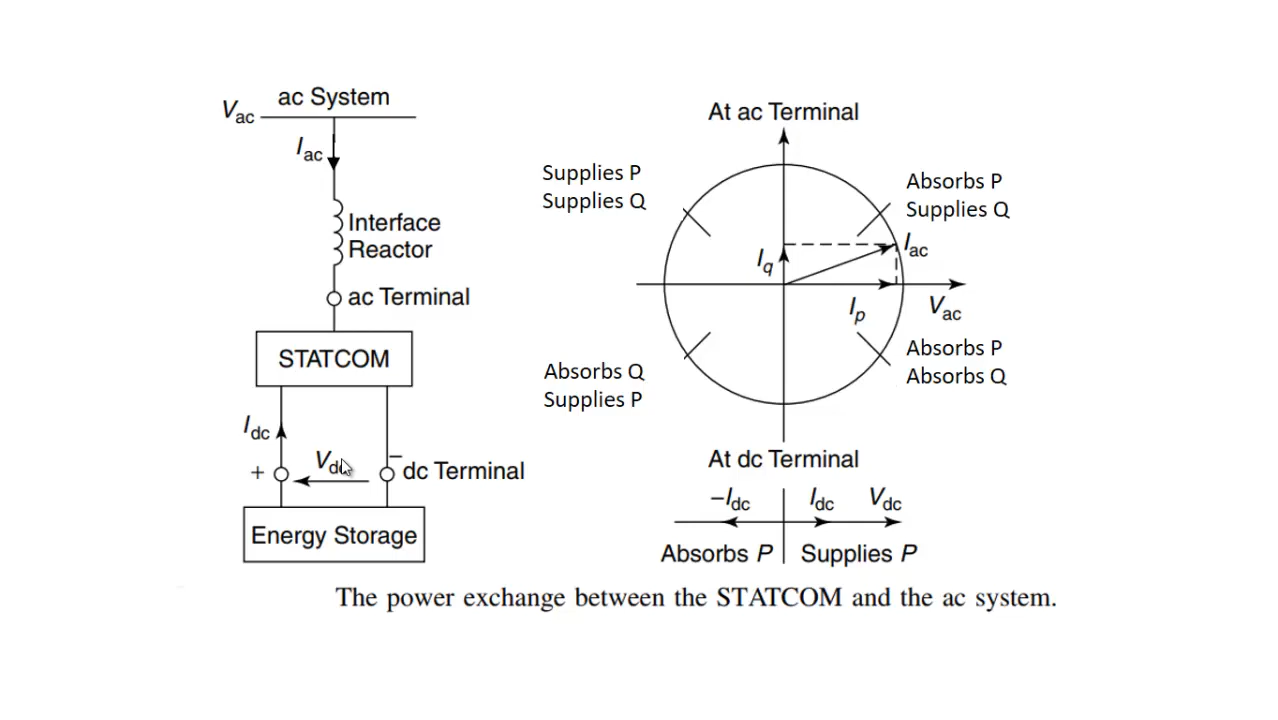 ac System
Vac
Iac
Interface
Reactor
ac Terminal
STATCOM
Idc
+
Vdc
−
dc Terminal
Energy Storage
At ac Terminal
Supplies P
Supplies Q
Absorbs P
Supplies Q
Iac
Iq
Ip
Vac
Absorbs Q
Supplies P
Absorbs P
Absorbs Q
At dc Terminal
−Idc
Idc
Vdc
Absorbs P
Supplies P
The power exchange between the STATCOM and the ac system.